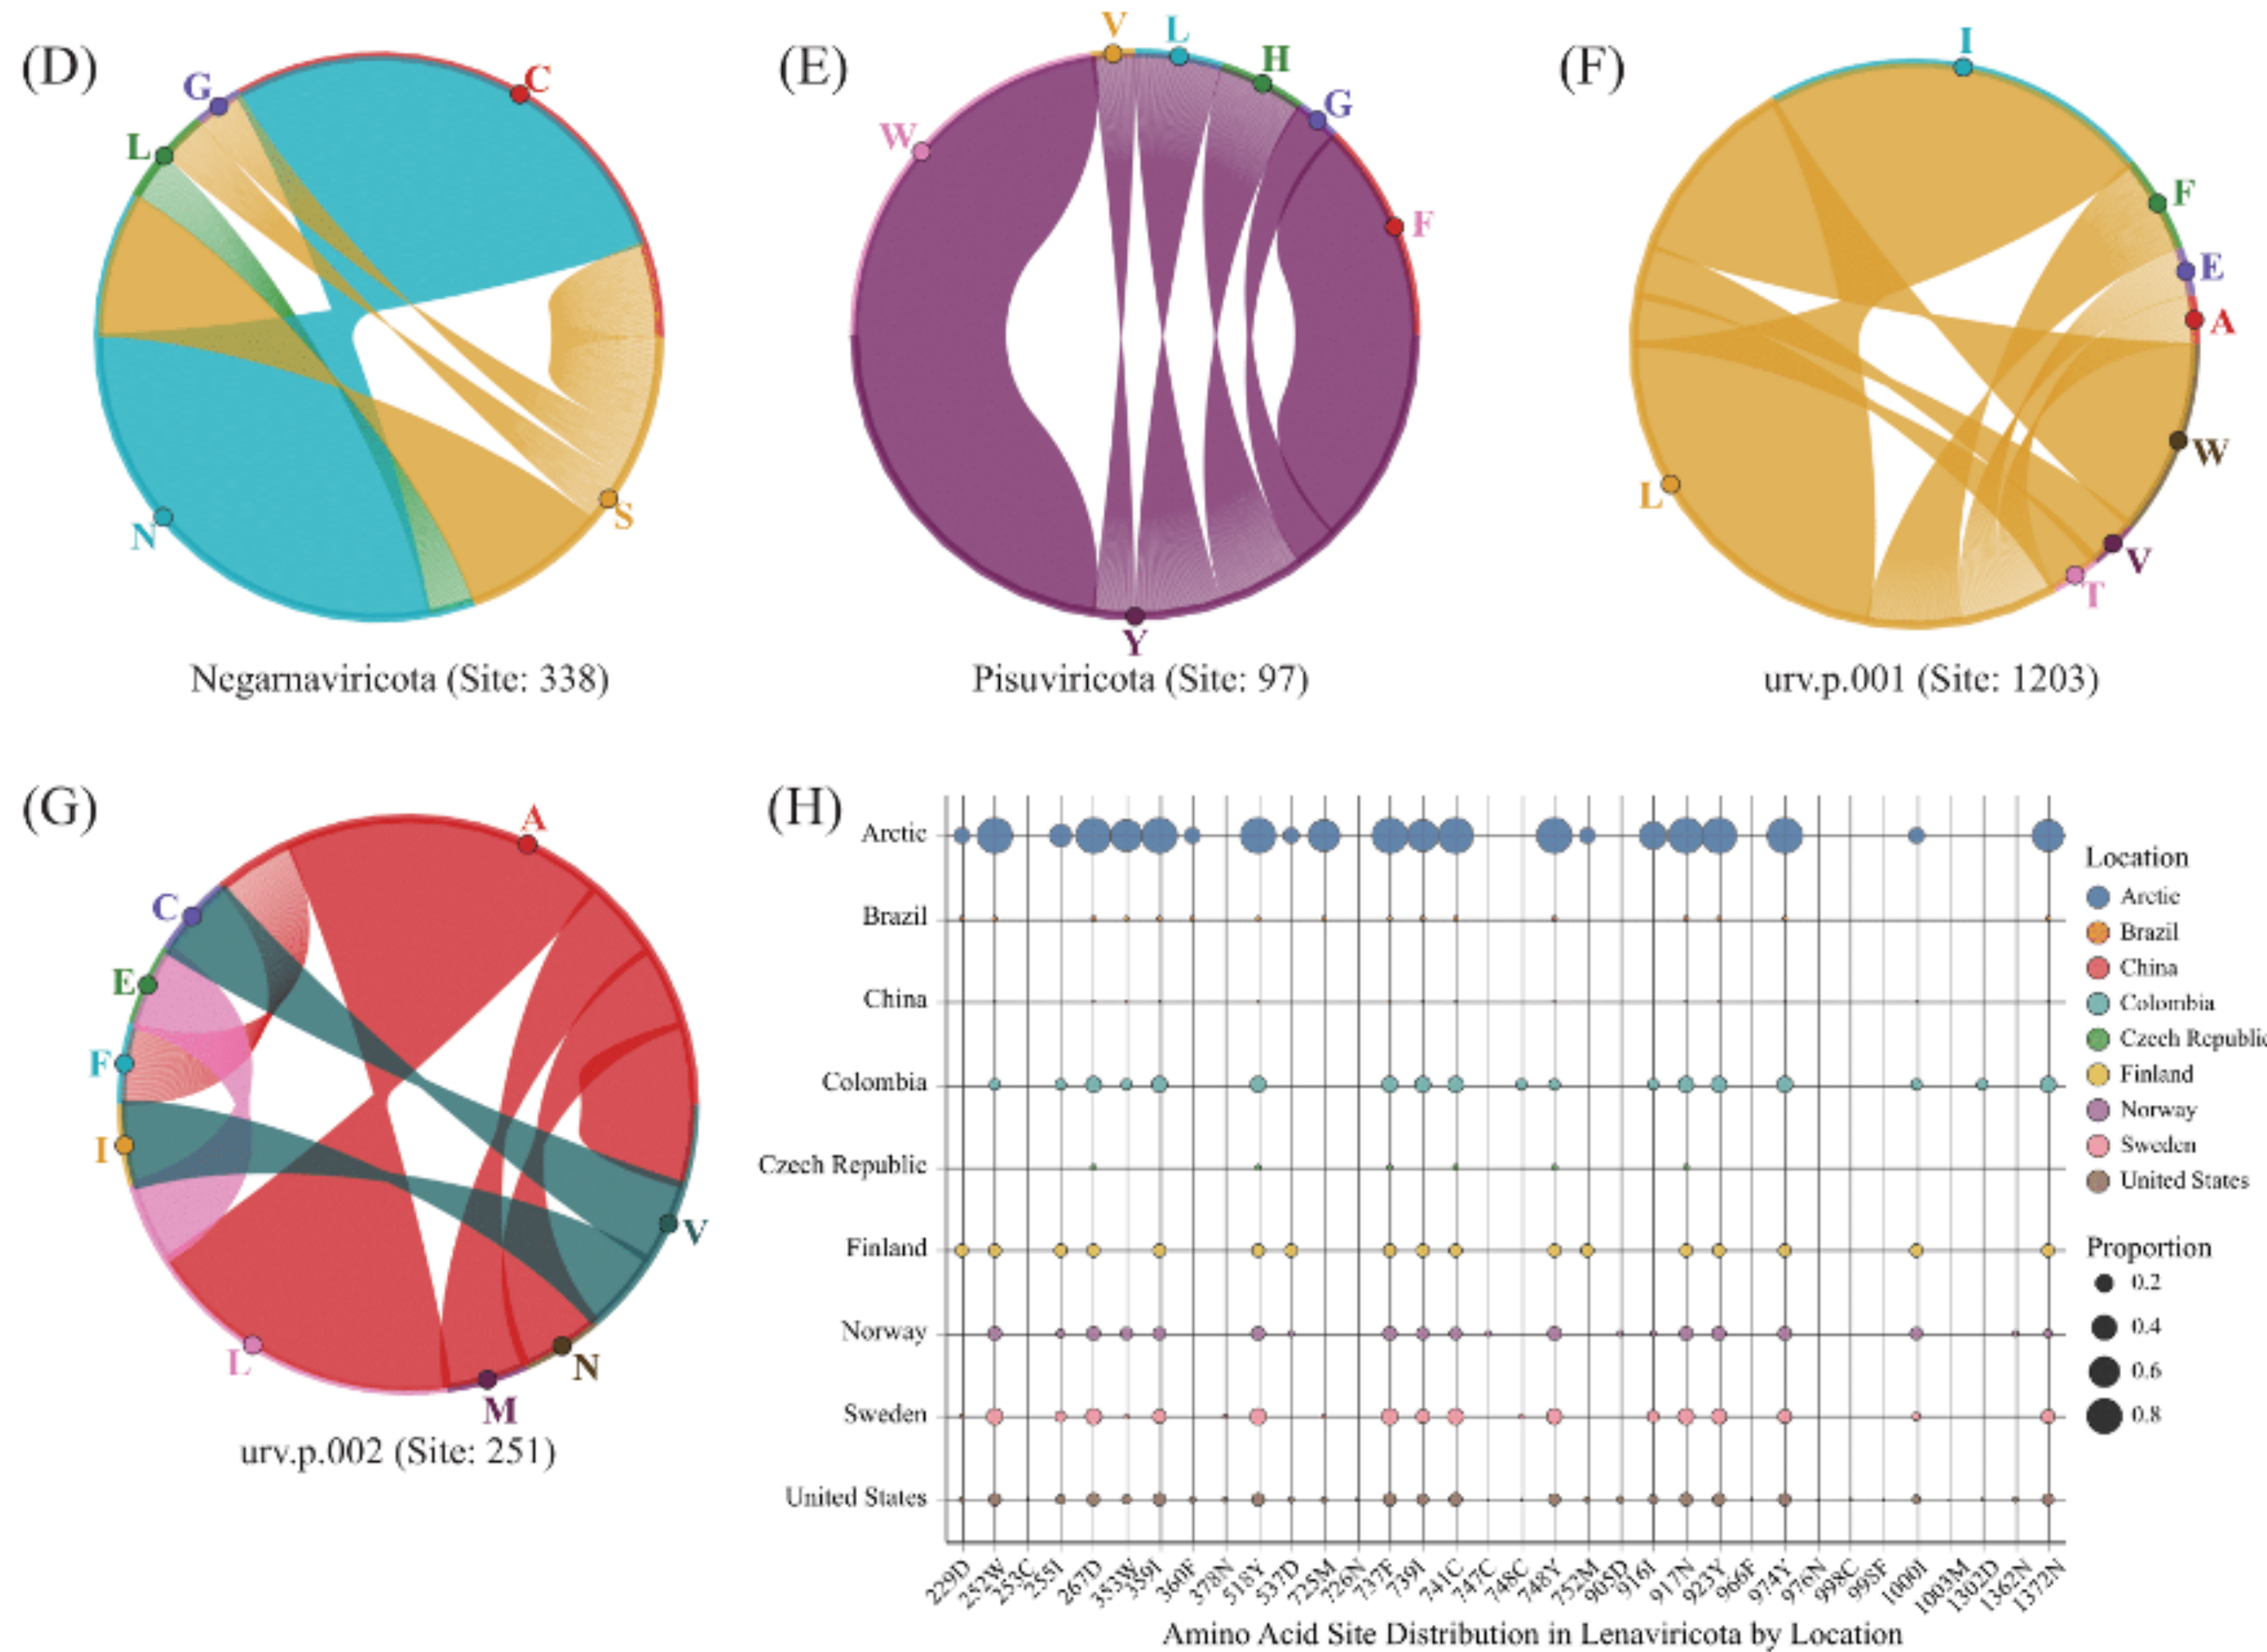 (D)
G
C
L
N
S
Negarnaviricota (Site: 338)
(E)
V
L
H
G
W
F
Y
Pisuviricota (Site: 97)
(F)
I
F
E
A
W
V
T
L
urv.p.001 (Site: 1203)
(G)
A
C
E
F
I
L
M
N
V
urv.p.002 (Site: 251)
(H)
Arctic
Brazil
China
Colombia
Czech Republic
Finland
Norway
Sweden
United States
229D
252W
253C
255I
267D
353W
359I
360F
378N
518Y
537D
725M
726N
737F
739I
741C
747C
748C
748Y
752M
905D
916I
917N
923Y
966F
974Y
976N
998C
1000I
1003M
1302D
1362N
1372N
Amino Acid Site Distribution in Lenaviricota by Location
Location
Arctic
Brazil
China
Colombia
Czech Republic
Finland
Norway
Sweden
United States
Proportion
0.2
0.4
0.6
0.8